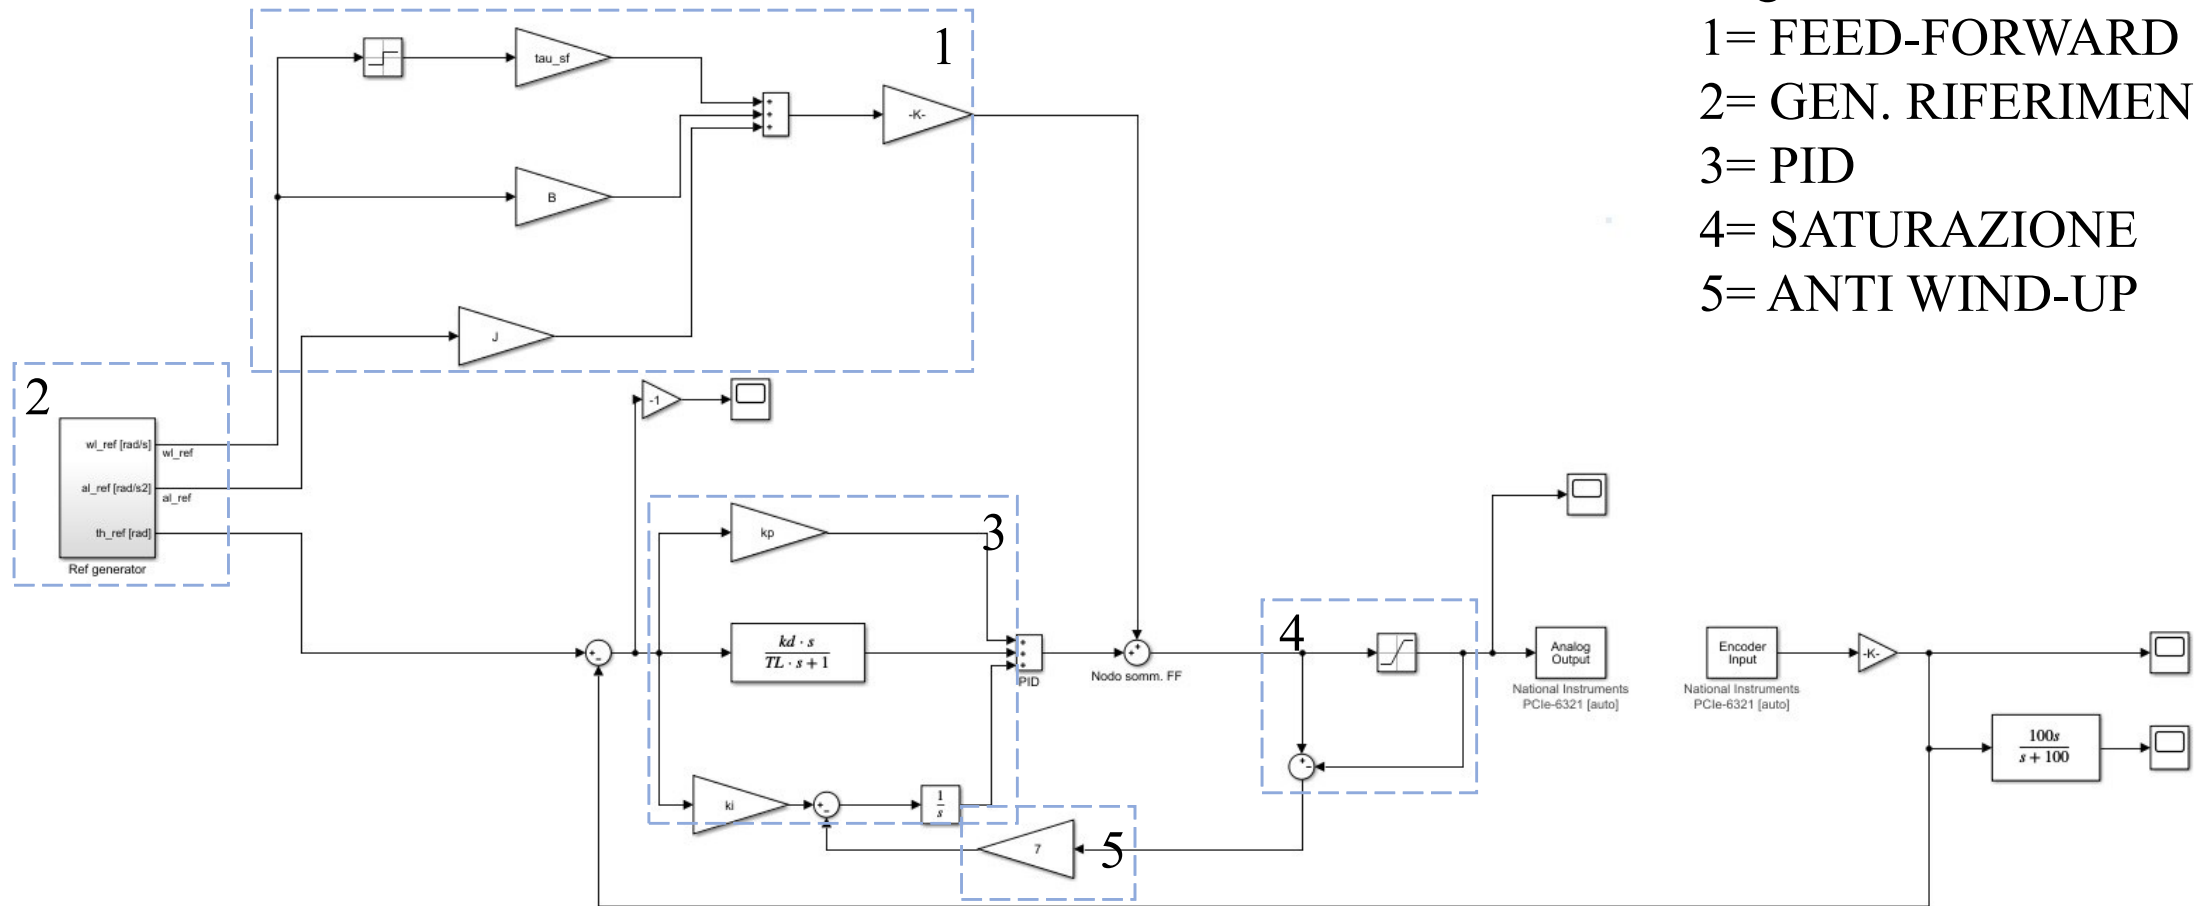 1= FEED-FORWARD
2= GEN. RIFERIMEN
3= PID
4= SATURAZIONE
5= ANTI WIND-UP
1
tau_sf
+
+
+
-K-
B
J
2
wl_ref [rad/s]
wl_ref
al_ref [rad/s2]
al_ref
th_ref [rad]
Ref generator
-1
3
kp
kd · s
TL · s + 1
+
+
+
PID
ki
1
s
+
-
+
-
+
+
Nodo somm. FF
4
+
-
7
5
Analog
Output
National Instruments
PCIe-6321 [auto]
Encoder
Input
National Instruments
PCIe-6321 [auto]
-K-
100s
s + 100